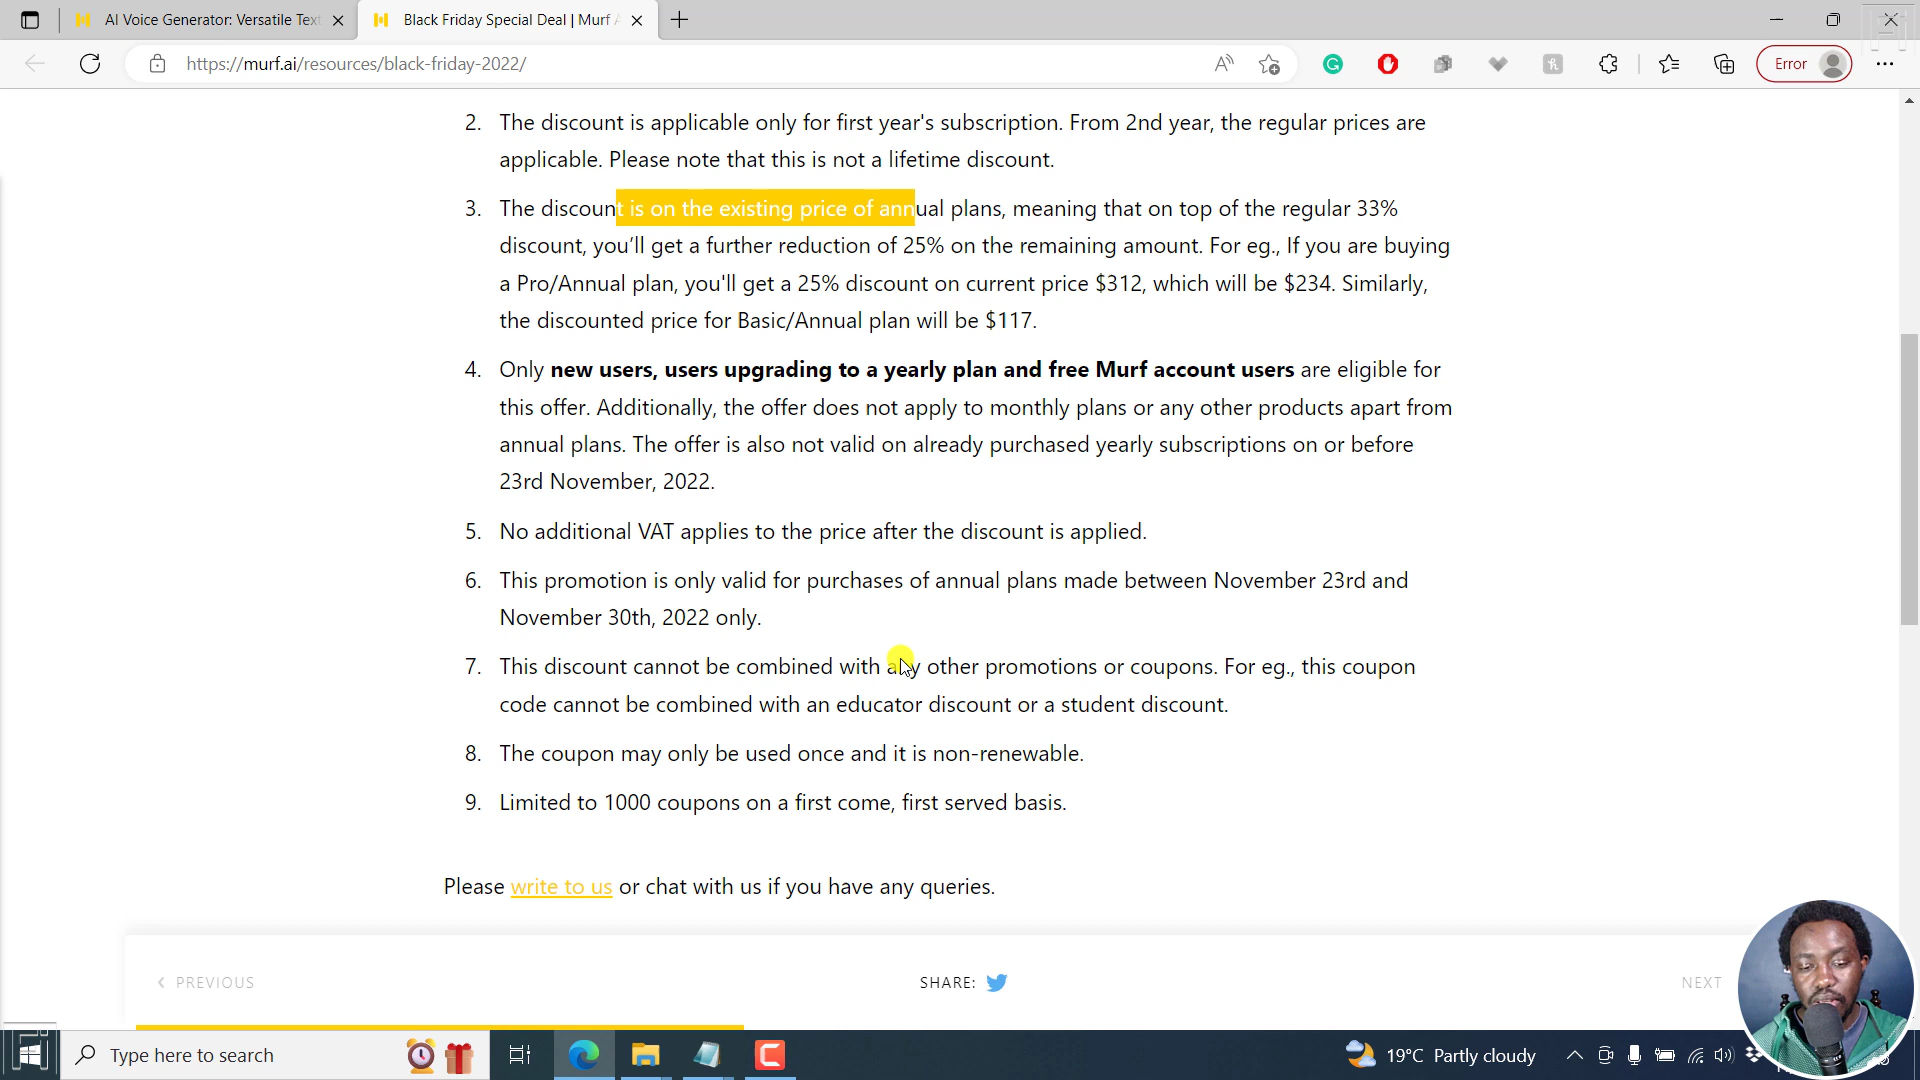 AI Voice Generator: Versatile Tex
Black Friday Special Deal | Murf A
https://murf.ai/resources/black-friday-2022/
Error
2. The discount is applicable only for first year's subscription. From 2nd year, the regular prices are
applicable. Please note that this is not a lifetime discount.
3. The discount is on the existing price of annual plans, meaning that on top of the regular 33%
discount, you'll get a further reduction of 25% on the remaining amount. For eg., If you are buying
a Pro/Annual plan, you'll get a 25% discount on current price $312, which will be $234. Similarly,
the discounted price for Basic/Annual plan will be $117.
4. Only new users, users upgrading to a yearly plan and free Murf account users are eligible for
this offer. Additionally, the offer does not apply to monthly plans or any other products apart from
annual plans. The offer is also not valid on already purchased yearly subscriptions on or before
23rd November, 2022.
5. No additional VAT applies to the price after the discount is applied.
6. This promotion is only valid for purchases of annual plans made between November 23rd and
November 30th, 2022 only.
7. This discount cannot be combined with any other promotions or coupons. For eg., this coupon
code cannot be combined with an educator discount or a student discount.
8. The coupon may only be used once and it is non-renewable.
9. Limited to 1000 coupons on a first come, first served basis.
Please write to us or chat with us if you have any queries.
PREVIOUS
SHARE:
NEXT
Type here to search
19°C Partly cloudy